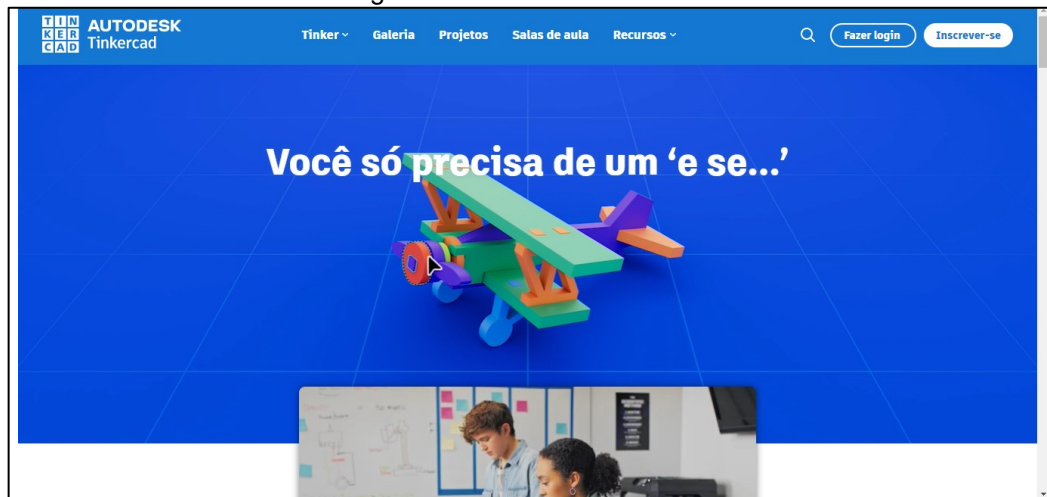 TIN
KER
CAD
AUTODESK
Tinkercad
Tinker Galeria Projetos Salas de aula Recursos Fazer login Inscrever-se
Você só precisa de um ‘e se...’